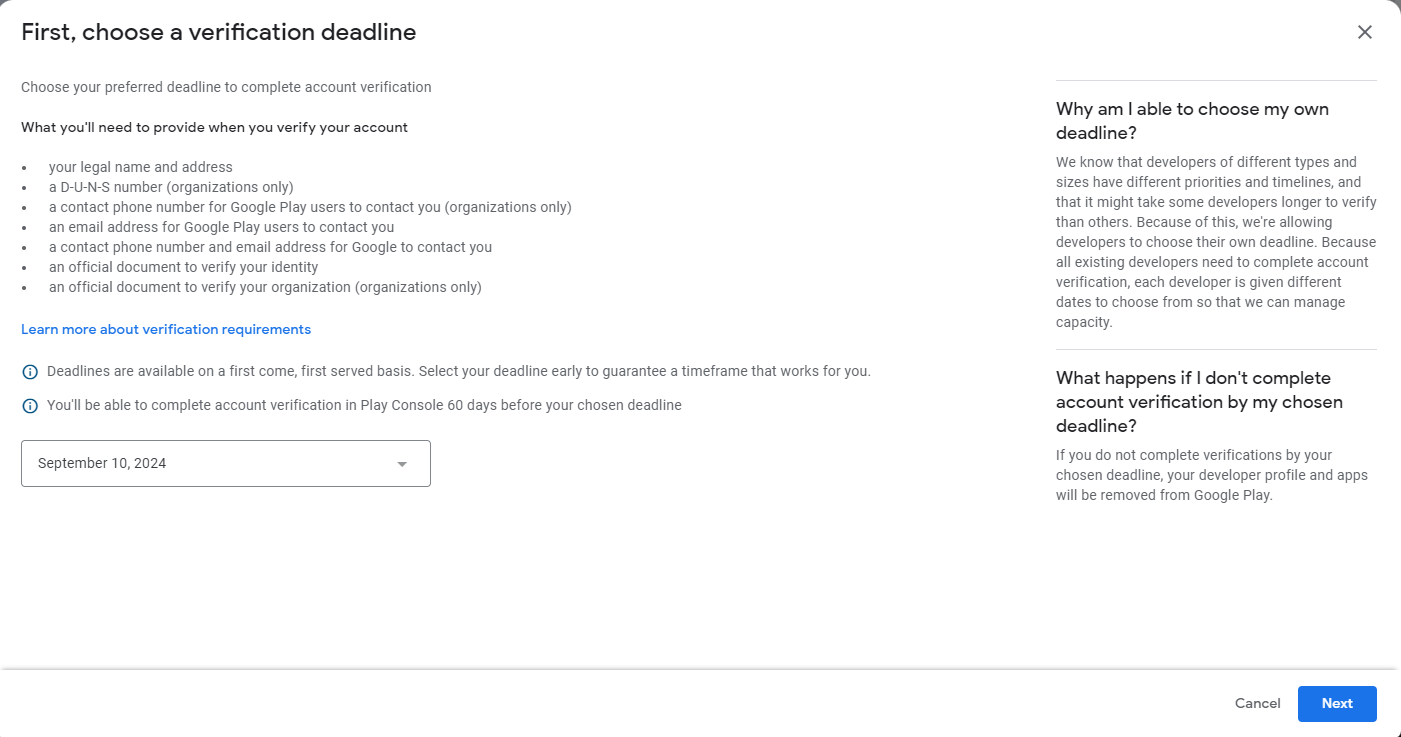 First, choose a verification deadline
Choose your preferred deadline to complete account verification
What you'll need to provide when you verify your account
• your legal name and address
• a D-U-N-S number (organizations only)
• a contact phone number for Google Play users to contact you (organizations only)
• an email address for Google Play users to contact you
• a contact phone number and email address for Google to contact you
• an official document to verify your identity
• an official document to verify your organization (organizations only)
Learn more about verification requirements
Deadlines are available on a first come, first served basis. Select your deadline early to guarantee a timeframe that works for you.
You'll be able to complete account verification in Play Console 60 days before your chosen deadline
September 10, 2024
Why am I able to choose my own
deadline?
We know that developers of different types and
sizes have different priorities and timelines, and
that it might take some developers longer to verify
than others. Because of this, we're allowing
developers to choose their own deadline. Because
all existing developers need to complete account
verification, each developer is given different
dates to choose from so that we can manage
capacity.
What happens if I don't complete
account verification by my chosen
deadline?
If you do not complete verifications by your
chosen deadline, your developer profile and apps
will be removed from Google Play.
Cancel
Next